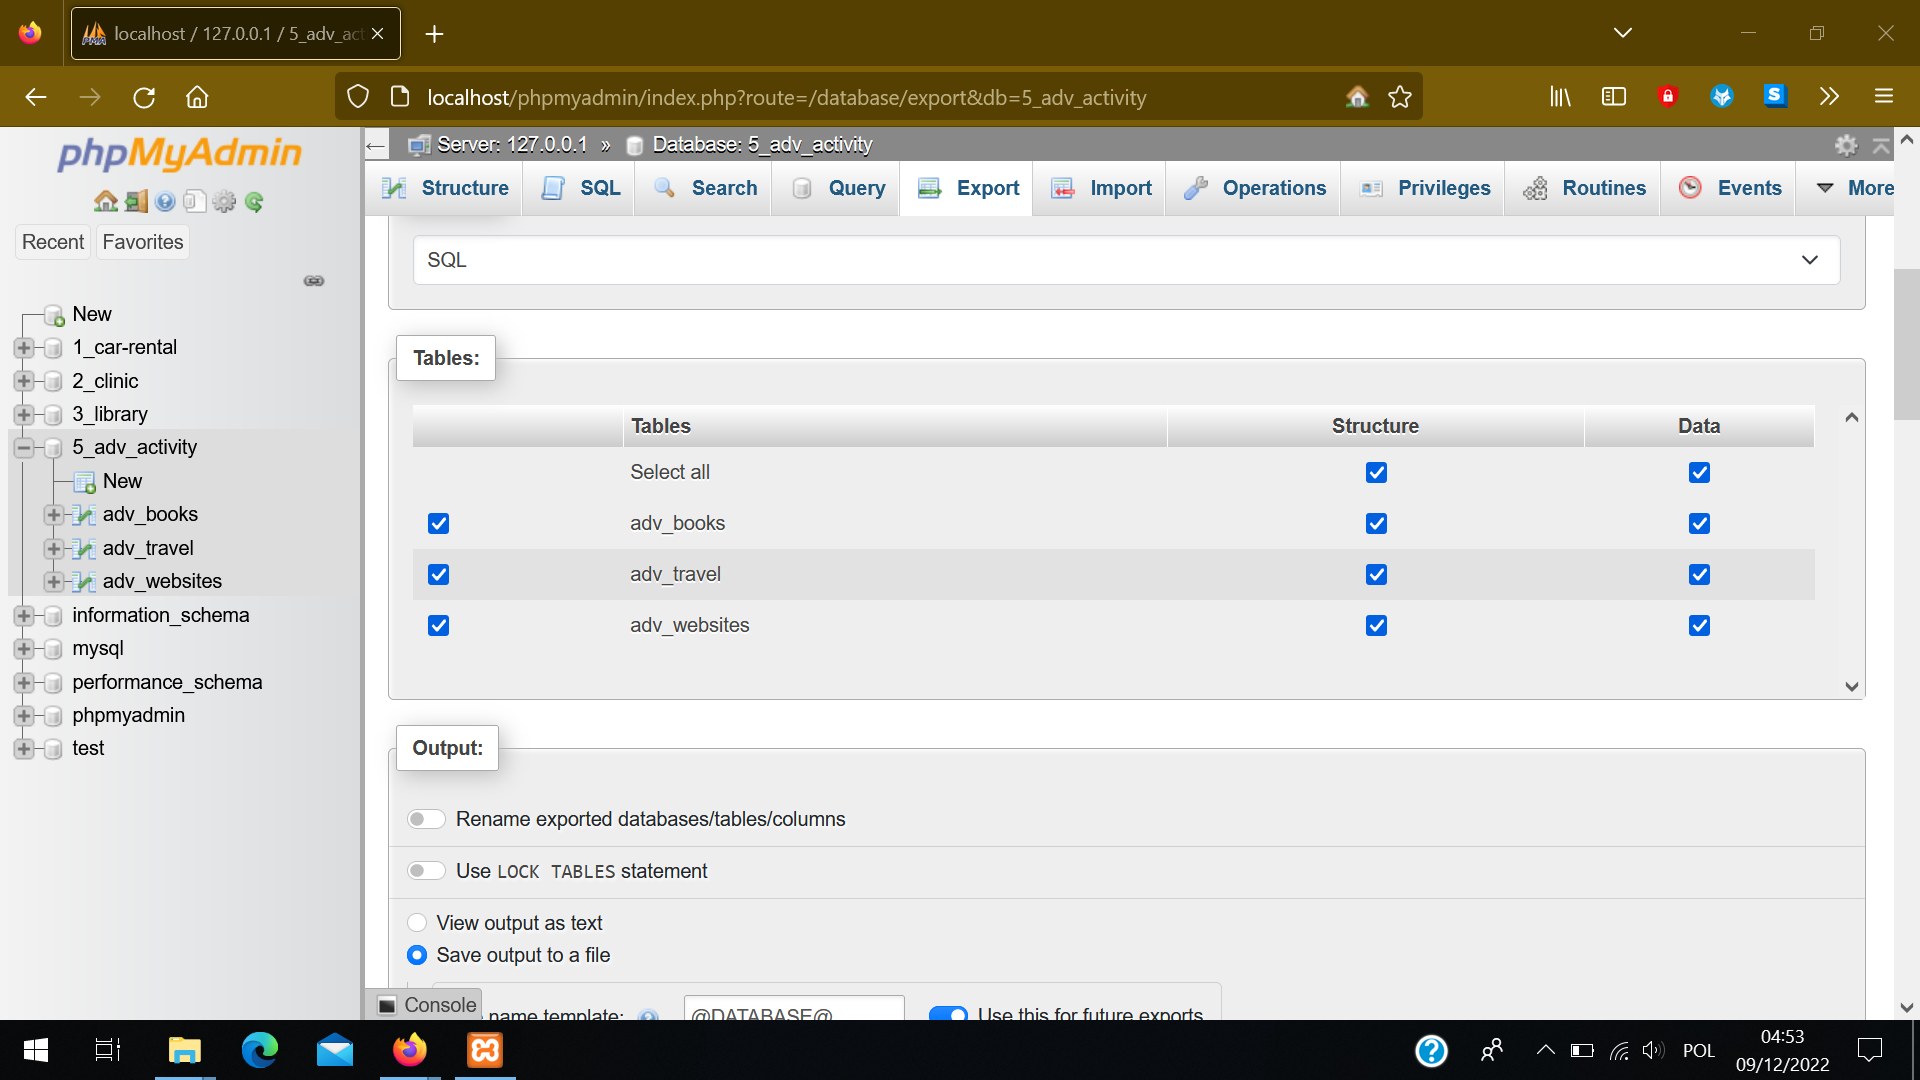 localhost / 127.0.0.1 / 5_adv_act
localhost/phpmyadmin/index.php?route=/database/export&db=5_adv_activity
phpMyAdmin
Recent
Favorites
New
1_car-rental
2_clinic
3_library
5_adv_activity
New
adv_books
adv_travel
adv_websites
information_schema
mysql
performance_schema
phpmyadmin
test
Server: 127.0.0.1 » Database: 5_adv_activity
Structure SQL Search Query Export Import Operations Privileges Routines Events More
SQL
Tables:
Tables Structure Data
Select all
adv_books
adv_travel
adv_websites
Output:
Rename exported databases/tables/columns
Use LOCK TABLES statement
View output as text
Save output to a file
name template: @DATABASE@ Use this for future exports
Console
POL
04:53
09/12/2022